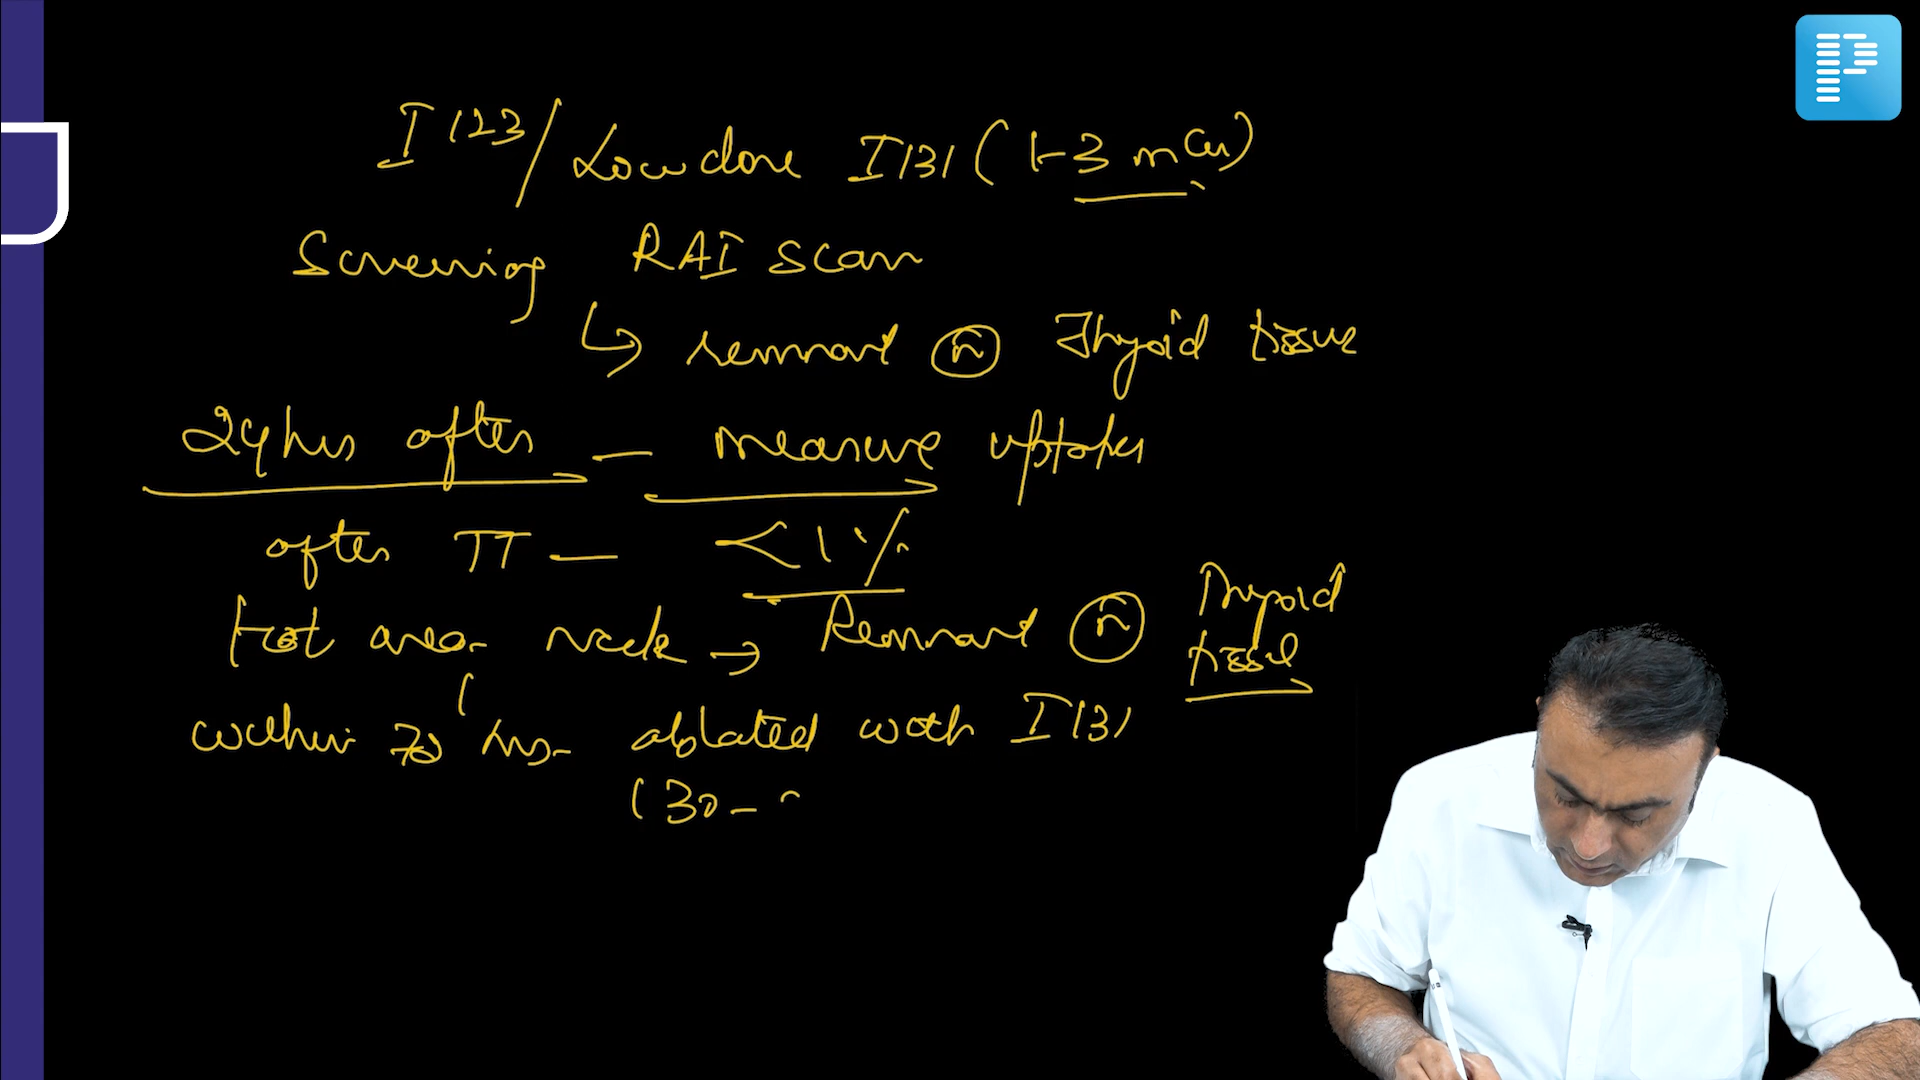 I 123/Low dose I131 (1-3 mCu)
Screening RAI scan
↳ remnant ⓝ Thyroid tissue
24hrs after - measure uptake
after TT - <1%
Hot area neck → Remnant ⓝ Thyroid tissue
within 72 hrs- ablated with I131
(30-